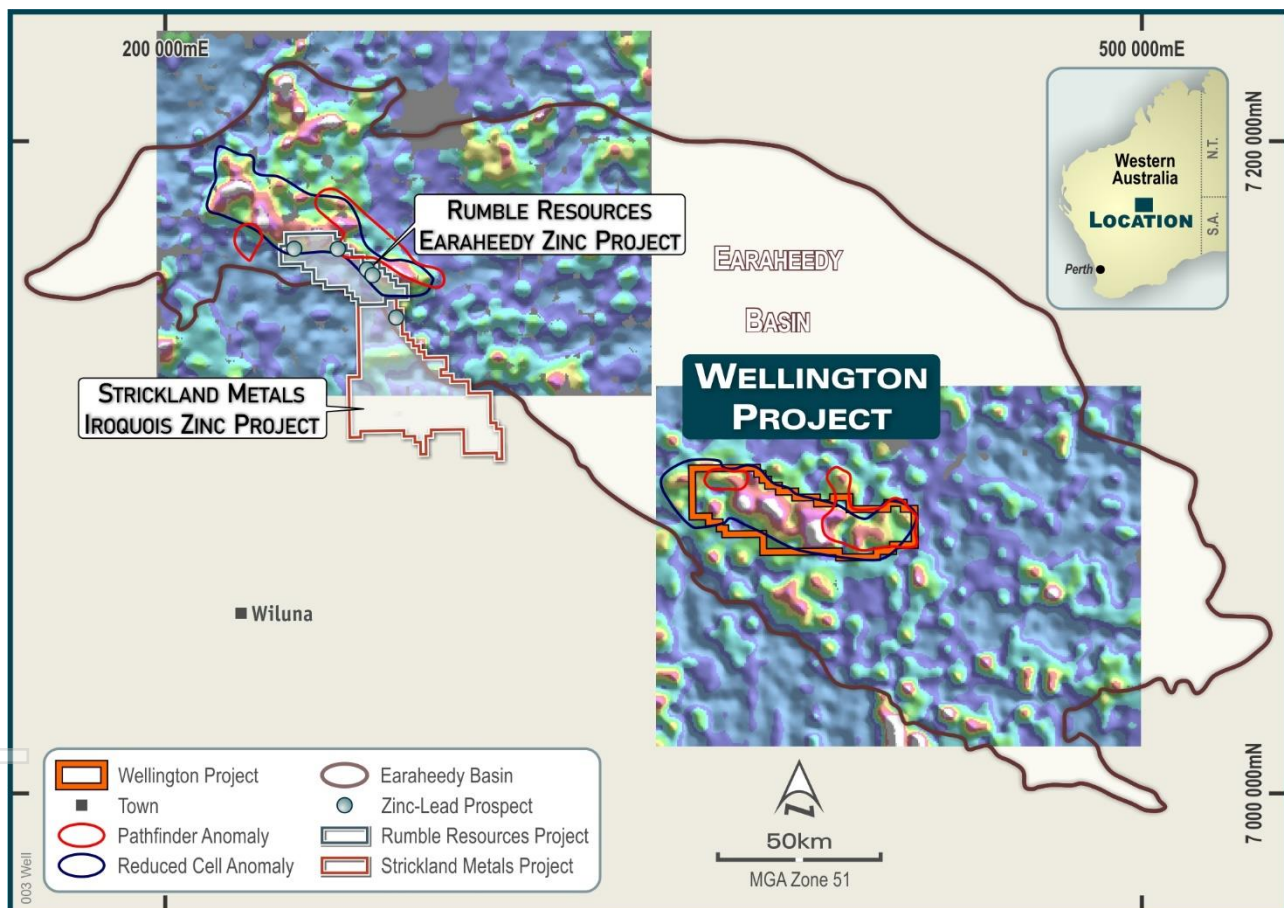 200 000mE
500 000mE
7 200 000mN
Western
Australia
LOCATION
N.T.
S.A.
Perth
RUMBLE RESOURCES
EARAHEEDY ZINC PROJECT
EARAHEEDY
BASIN
STRICKLAND METALS
IROQUOIS ZINC PROJECT
WELLINGTON
PROJECT
Wiluna
Wellington Project
Town
Pathfinder Anomaly
Reduced Cell Anomaly
Earaheedy Basin
Zinc-Lead Prospect
Rumble Resources Project
Strickland Metals Project
N
50km
MGA Zone 51
7 000 000mN
003 Well